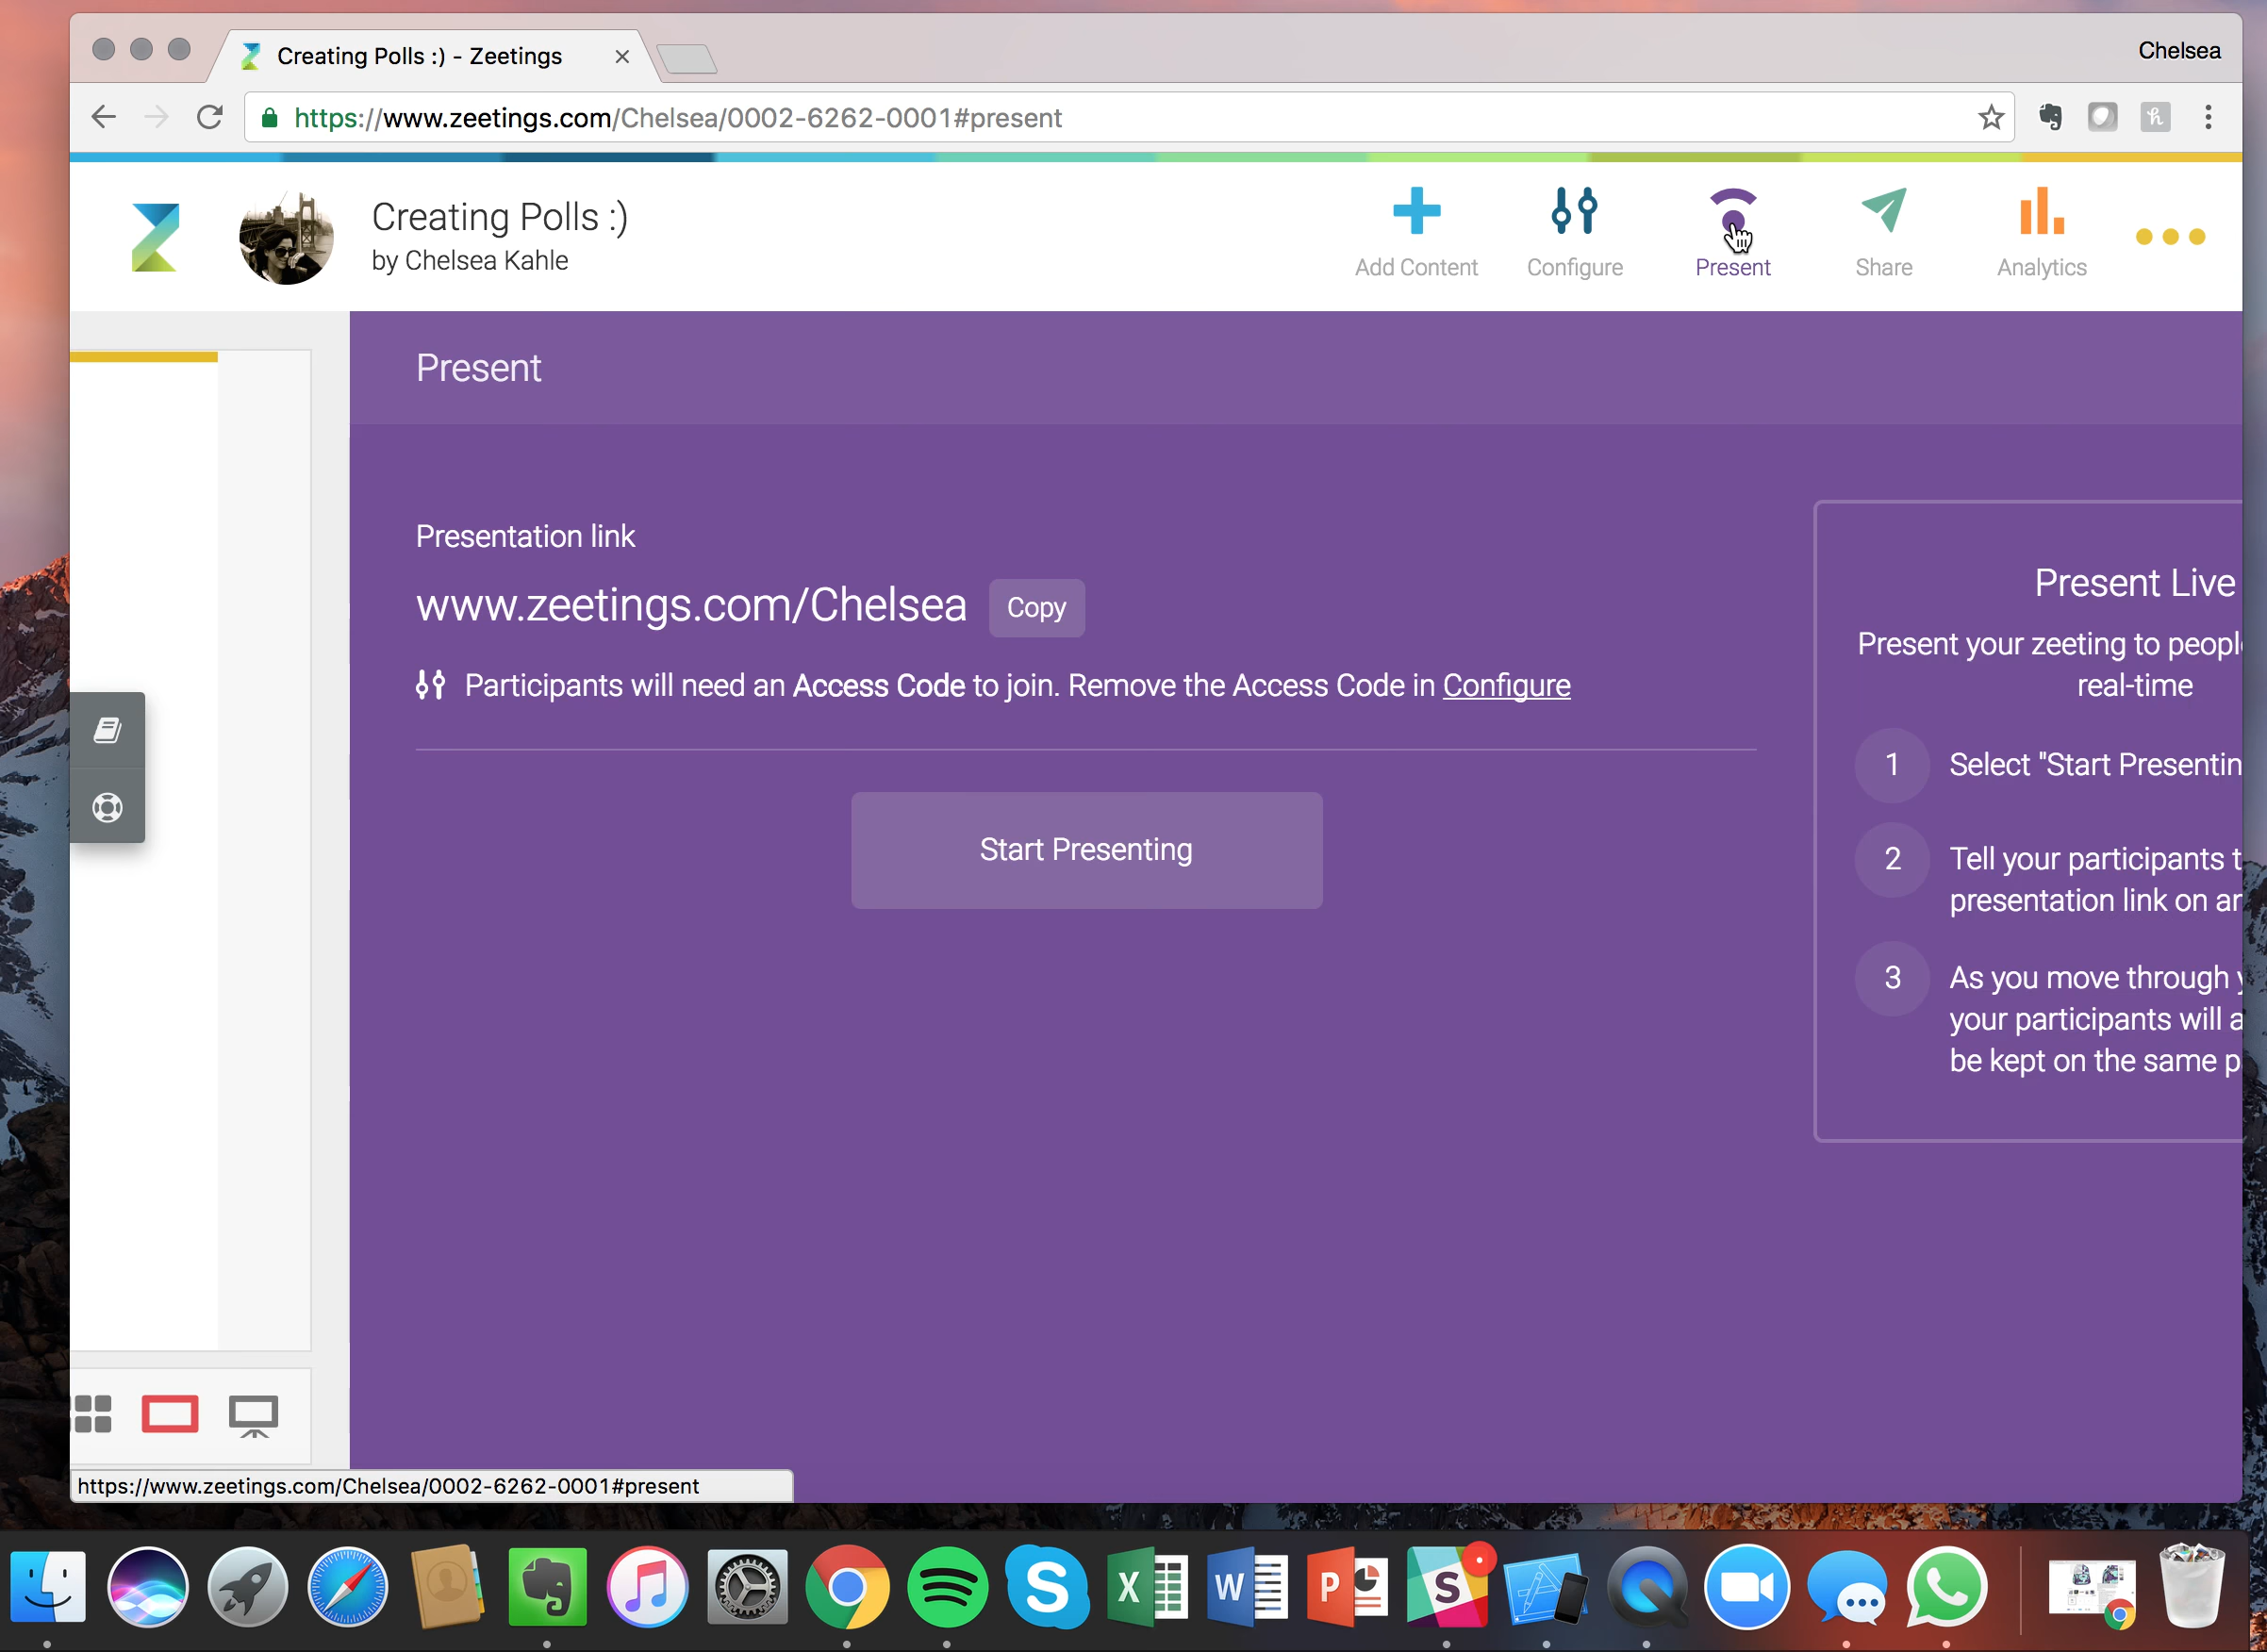 Creating Polls :) - Zeetings
Chelsea
https://www.zeetings.com/Chelsea/0002-6262-0001#present
Creating Polls :)
by Chelsea Kahle
Add Content
Configure
Present
Share
Analytics
Present
Presentation link
www.zeetings.com/Chelsea
Copy
Participants will need an Access Code to join. Remove the Access Code in Configure
Start Presenting
Present Live
Present your zeeting to peopl
real-time
1
Select "Start Presentin
2
Tell your participants t
presentation link on ar
3
As you move through y
your participants will a
be kept on the same p
https://www.zeetings.com/Chelsea/0002-6262-0001#present